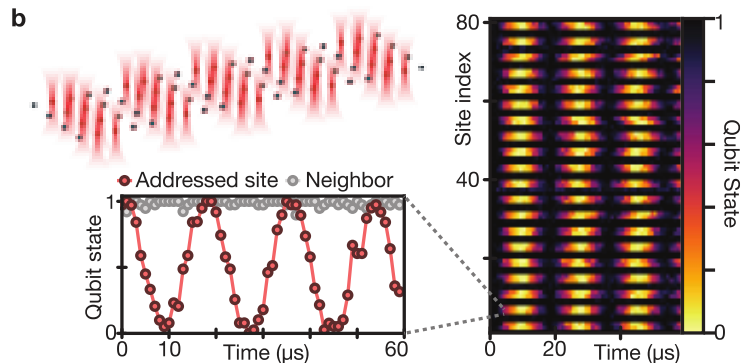 b
Addressed site
Neighbor
Qubit state
1
0
0
10
Time (µs)
60
Site index
80
40
0
20
Time (µs)
Qubit State
1
0